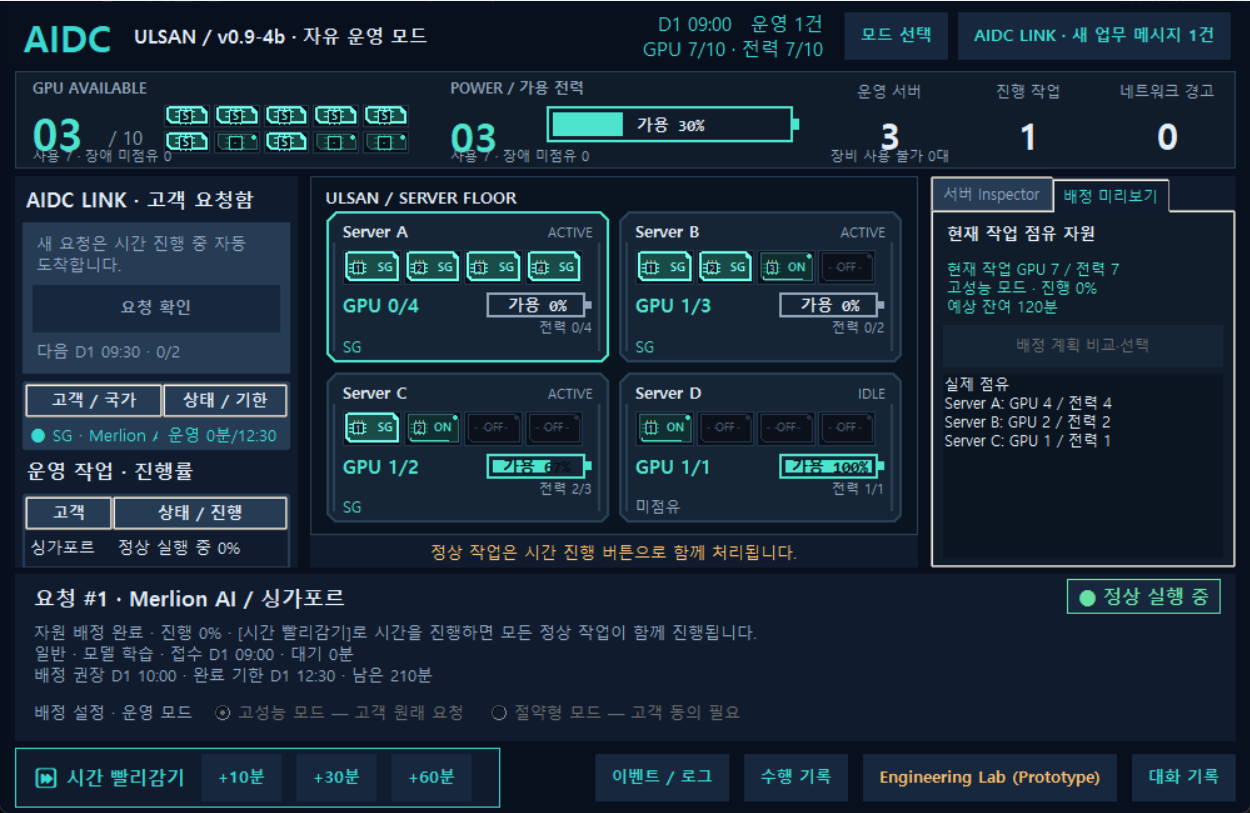 AIDC ULSAN / v0.9-4b · 자유 운영 모드
D1 09:00 운영 1건
GPU 7/10 · 전력 7/10
모드 선택
AIDC LINK · 새 업무 메시지 1건
GPU AVAILABLE
03 / 10
사용 7 · 장애 미점유 0
POWER / 가용 전력
03
가용 30%
사용 7 · 장애 미점유 0
운영 서버
3
장비 사용 불가 0대
진행 작업
1
네트워크 경고
0
AIDC LINK · 고객 요청함
새 요청은 시간 진행 중 자동
도착합니다.
요청 확인
다음 D1 09:30 · 0/2
고객 / 국가 상태 / 기한
SG · Merlion 운영 0분/12:30
운영 작업 · 진행률
고객 상태 / 진행
싱가포르 정상 실행 중 0%
ULSAN / SERVER FLOOR
Server A ACTIVE
1 SG 2 SG 3 SG 4 SG
GPU 0/4 가용 0%
전력 0/4
SG
Server B ACTIVE
1 SG 2 SG 3 ON -OFF-
GPU 1/3 가용 0%
전력 0/2
SG
Server C ACTIVE
1 SG 2 ON -OFF- -OFF-
GPU 1/2 가용 67%
전력 2/3
SG
Server D IDLE
1 ON -OFF- -OFF- -OFF-
GPU 1/1 가용 100%
전력 1/1
미점유
정상 작업은 시간 진행 버튼으로 함께 처리됩니다.
서버 Inspector 배정 미리보기
현재 작업 점유 자원
현재 작업 GPU 7 / 전력 7
고성능 모드 · 진행 0%
예상 잔여 120분
배정 계획 비교·선택
실제 점유
Server A: GPU 4 / 전력 4
Server B: GPU 2 / 전력 2
Server C: GPU 1 / 전력 1
요청 #1 · Merlion AI / 싱가포르
정상 실행 중
자원 배정 완료 · 진행 0% · [시간 빨리감기]로 시간을 진행하면 모든 정상 작업이 함께 진행됩니다.
일반 · 모델 학습 · 접수 D1 09:00 · 대기 0분
배정 권장 D1 10:00 · 완료 기한 D1 12:30 · 남은 210분
배정 설정 · 운영 모드 고성능 모드 — 고객 원래 요청 절약형 모드 — 고객 동의 필요
시간 빨리감기 +10분 +30분 +60분
이벤트 / 로그
수행 기록
Engineering Lab (Prototype)
대화 기록